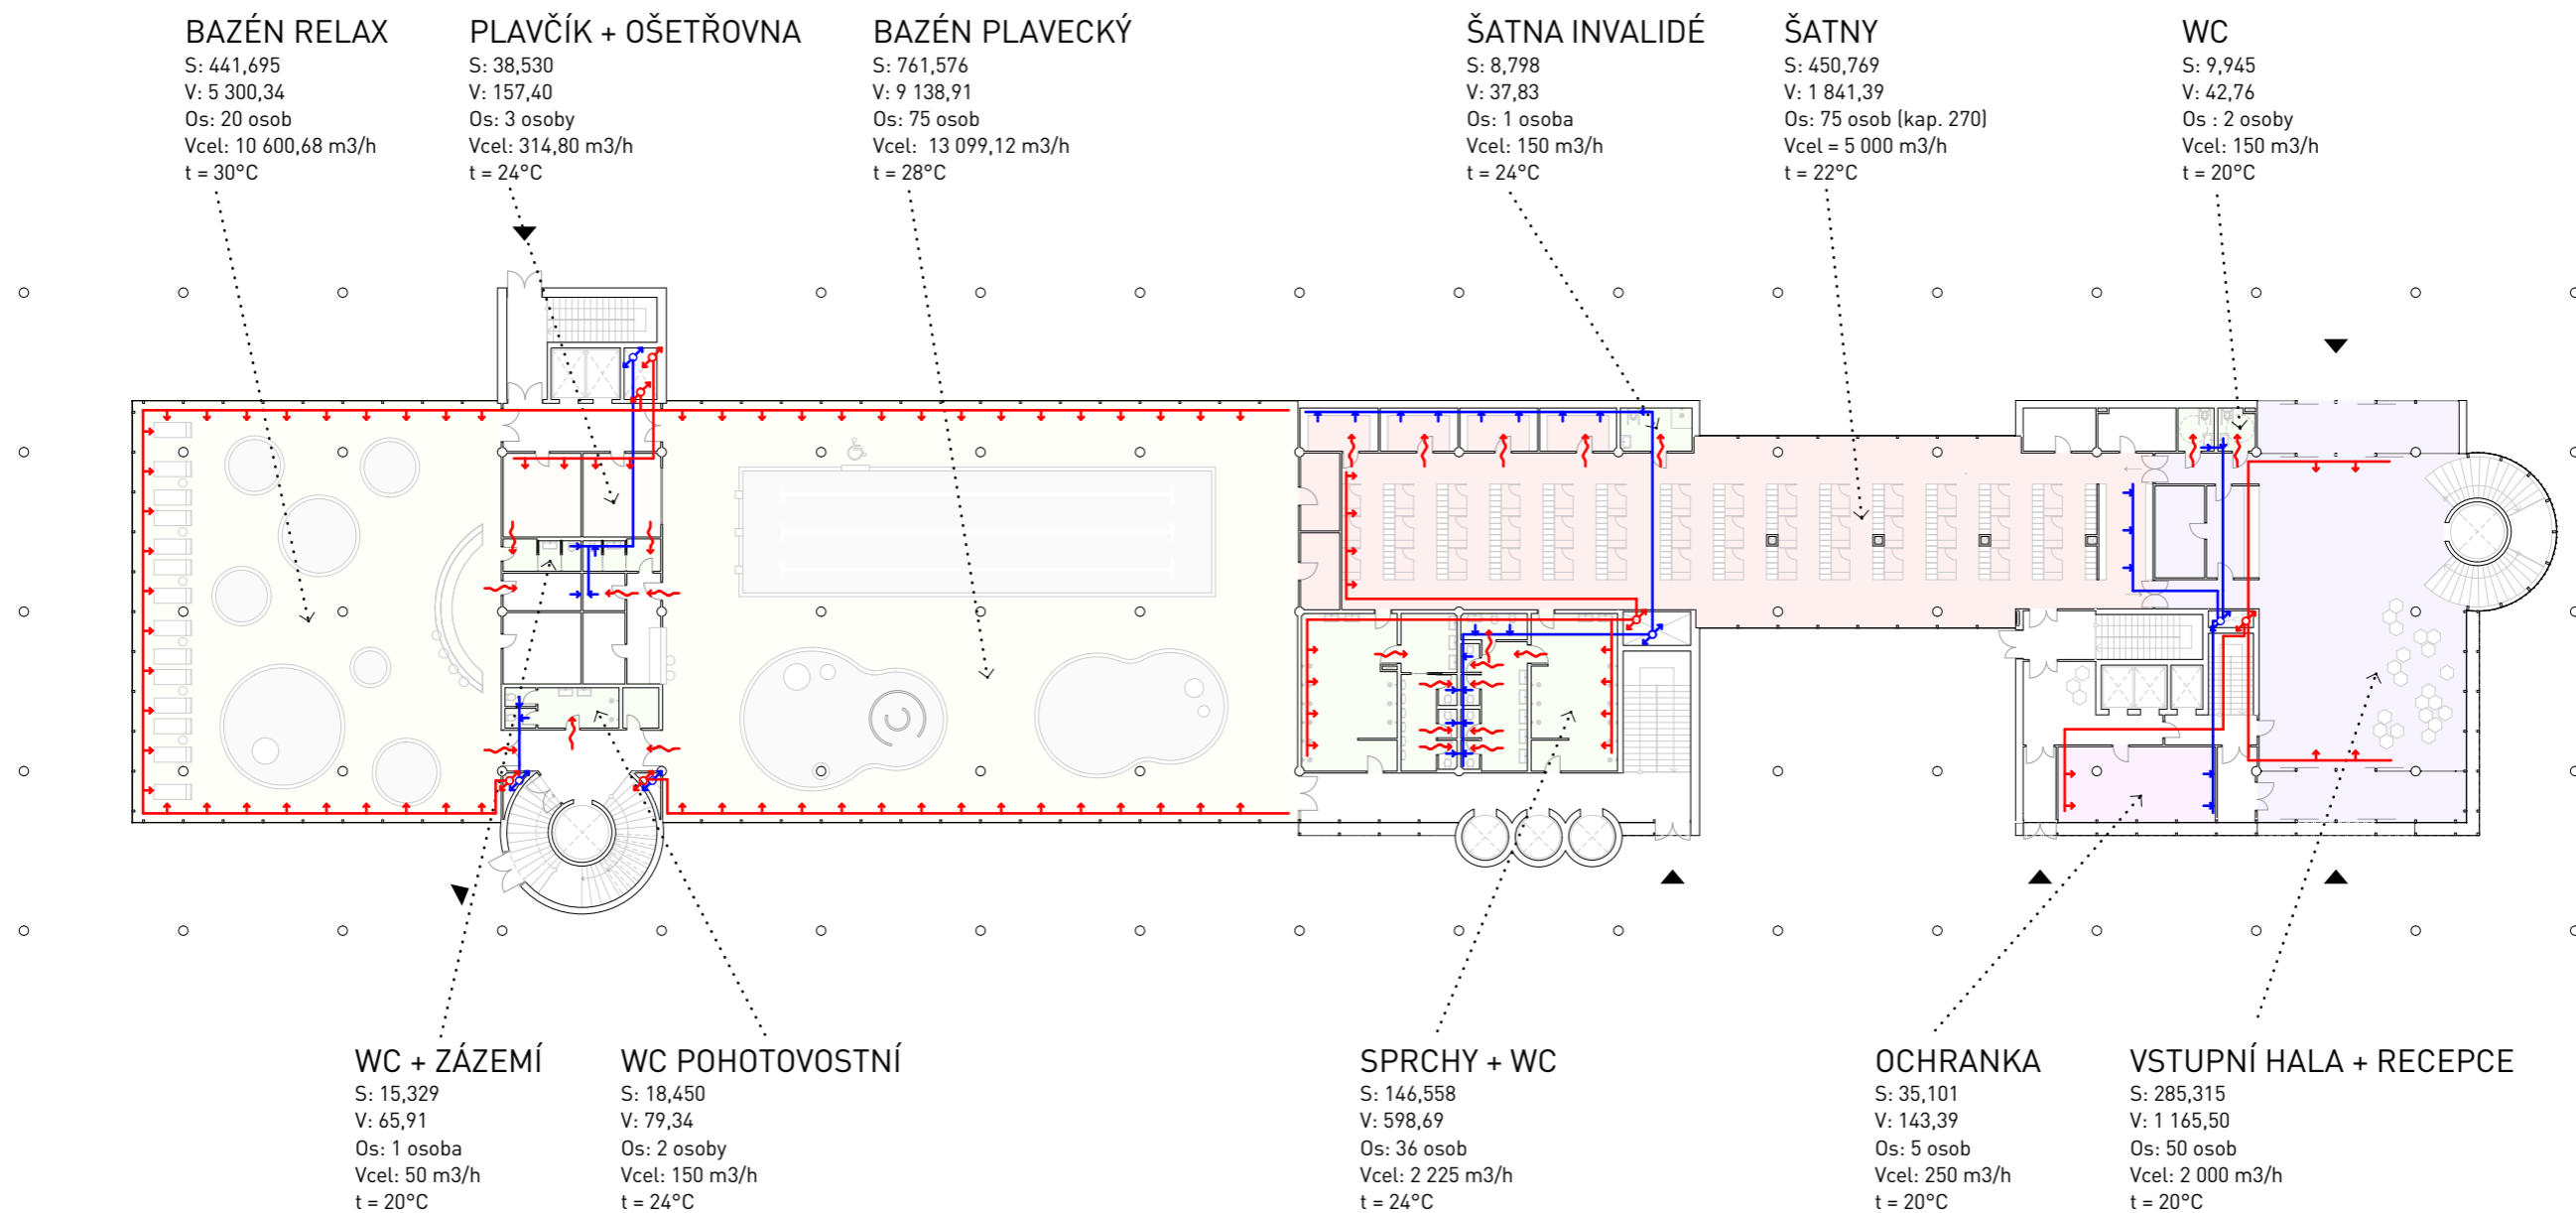 BAZÉN RELAX
S: 441,695
V: 5 300,34
Os: 20 osob
Vcel: 10 600,68 m3/h
t = 30°C
PLAVČÍK + OŠETŘOVNA
S: 38,530
V: 157,40
Os: 3 osoby
Vcel: 314,80 m3/h
t = 24°C
BAZÉN PLAVECKÝ
S: 761,576
V: 9 138,91
Os: 75 osob
Vcel:  13 099,12 m3/h
t = 28°C
ŠATNA INVALIDÉ
S: 8,798
V: 37,83
Os: 1 osoba
Vcel: 150 m3/h
t = 24°C
ŠATNY
S: 450,769
V: 1 841,39
Os: 75 osob (kap. 270)
Vcel = 5 000 m3/h
t = 22°C
WC
S: 9,945
V: 42,76
Os : 2 osoby
Vcel: 150 m3/h
t = 20°C
WC + ZÁZEMÍ
S: 15,329
V: 65,91
Os: 1 osoba
Vcel: 50 m3/h
t = 20°C
WC POHOTOVOSTNÍ
S: 18,450
V: 79,34
Os: 2 osoby
Vcel: 150 m3/h
t = 24°C
SPRCHY + WC
S: 146,558
V: 598,69
Os: 36 osob
Vcel: 2 225 m3/h
t = 24°C
OCHRANKA
S: 35,101
V: 143,39
Os: 5 osob
Vcel: 250 m3/h
t = 20°C
VSTUPNÍ HALA + RECEPCE
S: 285,315
V: 1 165,50
Os: 50 osob
Vcel: 2 000 m3/h
t = 20°C